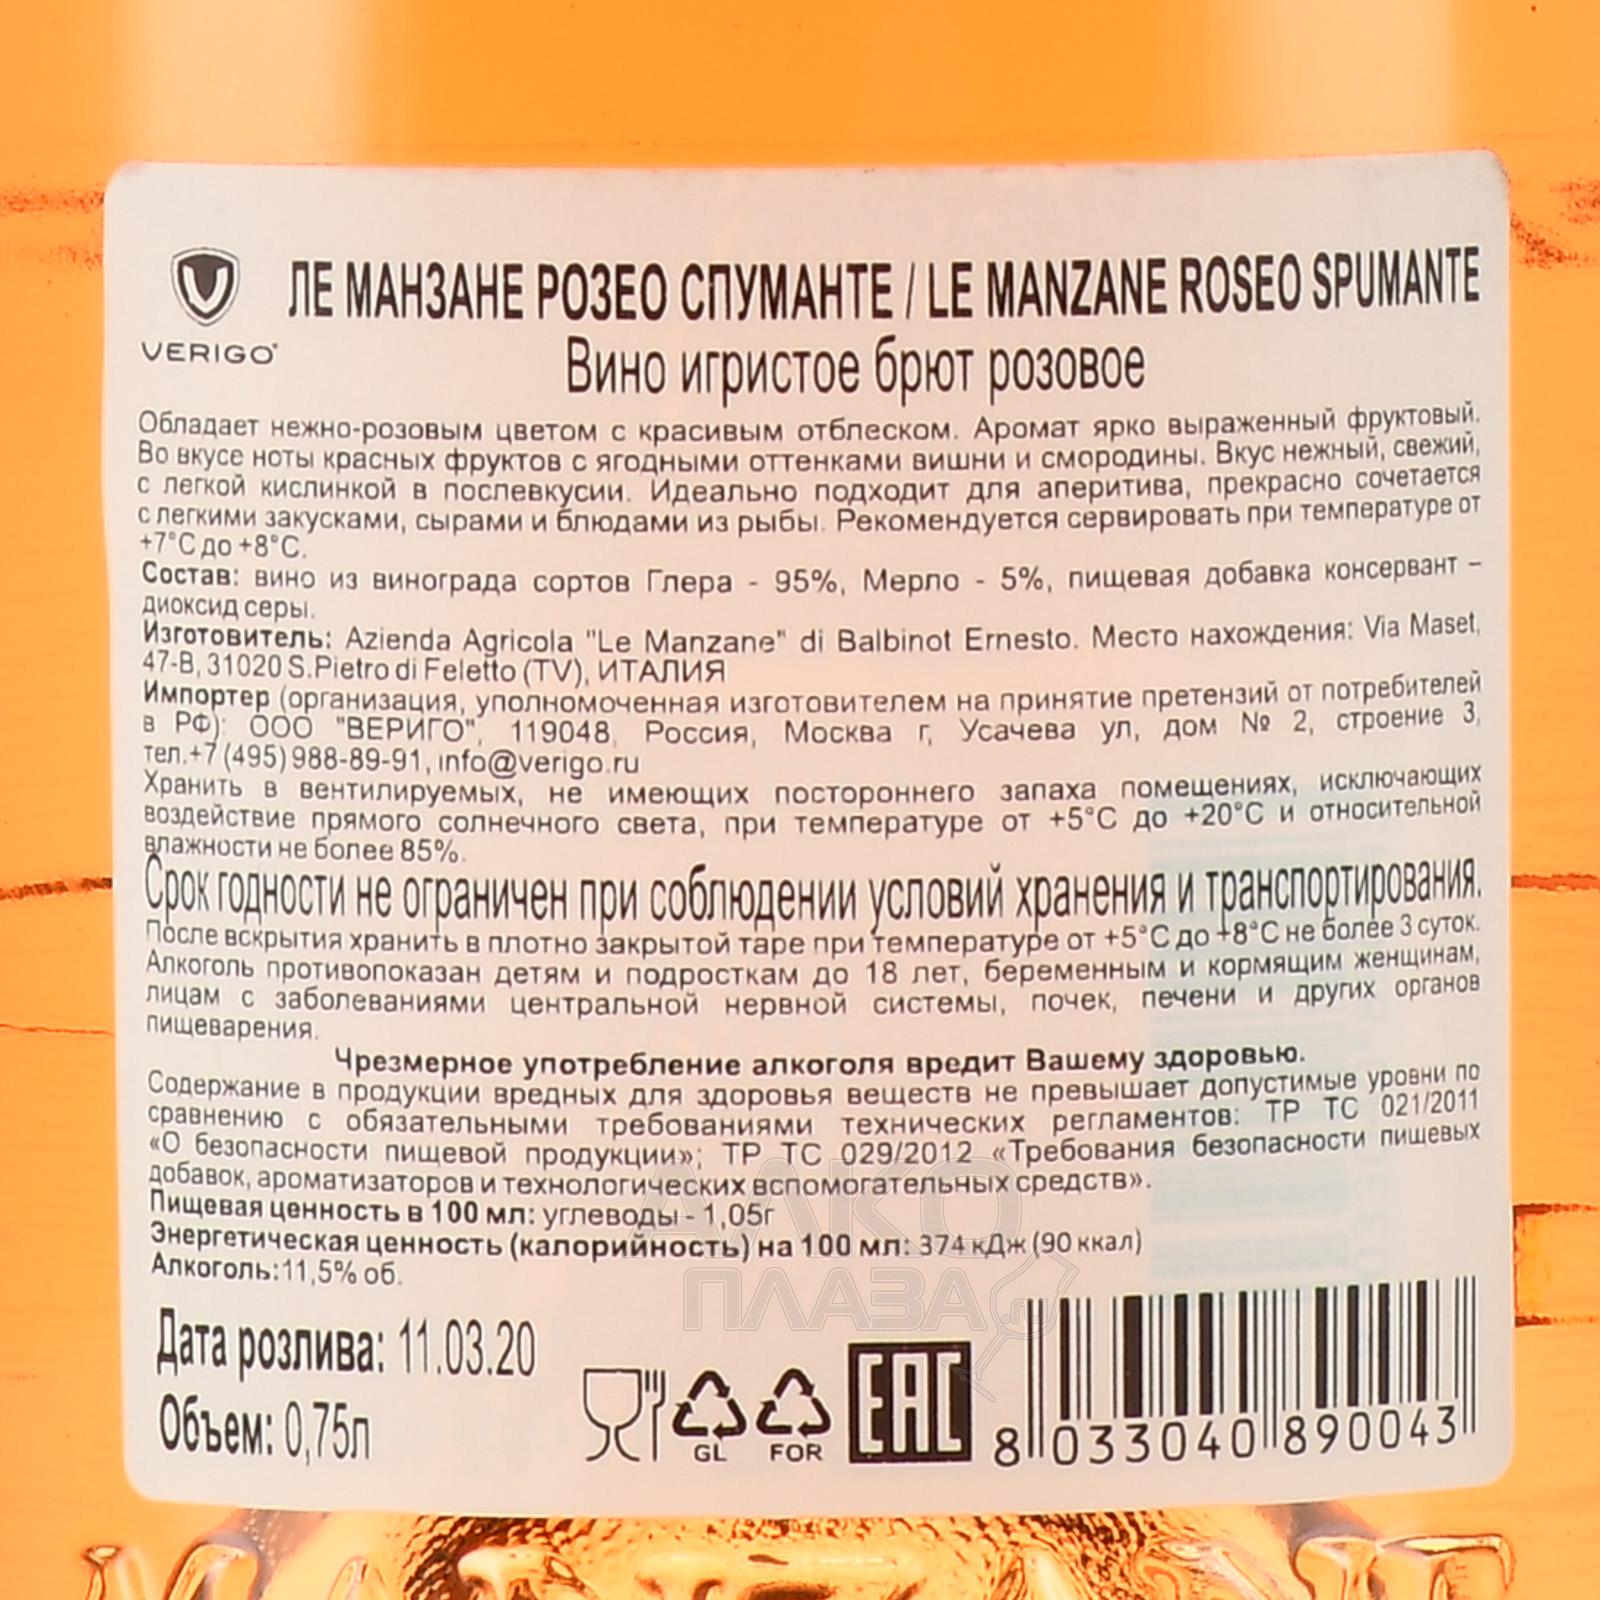 VERIGO
ЛЕ МАНЗАНЕ РОЗЕО СПУМАНТЕ / LE MANZANE ROSEO SPUMANTE
Вино игристое брют розовое
Обладает нежно-розовым цветом с красивым отблеском. Аромат ярко выраженный фруктовый.
Во вкусе ноты красных фруктов с ягодными оттенками вишни и смородины. Вкус нежный, свежий,
с легкой кислинкой в послевкусии. Идеально подходит для аперитива, прекрасно сочетается
с легкими закусками, сырами и блюдами из рыбы. Рекомендуется сервировать при температуре от
+7°C до +8°C.
Состав: вино из винограда сортов Глера - 95%, Мерло - 5%, пищевая добавка консервант –
диоксид серы.
Изготовитель: Azienda Agricola "Le Manzane" di Balbinot Ernesto. Место нахождения: Via Maset,
47-B, 31020 S.Pietro di Feletto (TV), ИТАЛИЯ
Импортер (организация, уполномоченная изготовителем на принятие претензий от потребителей
в РФ): ООО "ВЕРИГО", 119048, Россия, Москва г, Усачева ул, дом № 2, строение 3,
тел.+7 (495) 988-89-91, info@verigo.ru
Хранить в вентилируемых, не имеющих постороннего запаха помещениях, исключающих
воздействие прямого солнечного света, при температуре от +5°C до +20°C и относительной
влажности не более 85%.
Срок годности не ограничен при соблюдении условий хранения и транспортирования.
После вскрытия хранить в плотно закрытой таре при температуре от +5°C до +8°C не более 3 суток.
Алкоголь противопоказан детям и подросткам до 18 лет, беременным и кормящим женщинам,
лицам с заболеваниями центральной нервной системы, почек, печени и других органов
пищеварения.
Чрезмерное употребление алкоголя вредит Вашему здоровью.
Содержание в продукции вредных для здоровья веществ не превышает допустимые уровни по
сравнению с обязательными требованиями технических регламентов: ТР ТС 021/2011
«О безопасности пищевой продукции»; ТР ТС 029/2012 «Требования безопасности пищевых
добавок, ароматизаторов и технологических вспомогательных средств».
Пищевая ценность в 100 мл: углеводы - 1,05г
Энергетическая ценность (калорийность) на 100 мл: 374 кДж (90 ккал)
Алкоголь:11,5% об.
АЛКО
ПЛАЗА
.ru
Дата розлива: 11.03.20
Объем: 0,75л
GL
FOR
EAC
8 033040 890043